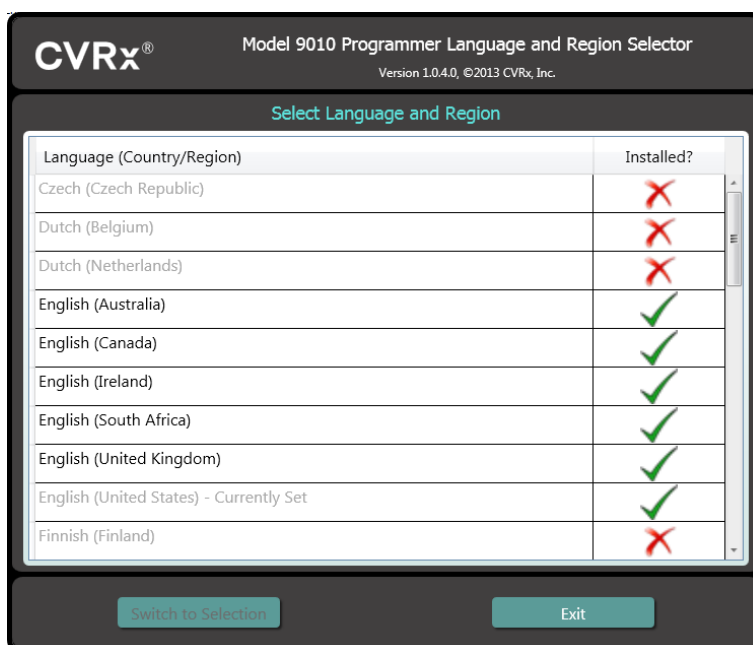 CVRx®
Model 9010 Programmer Language and Region Selector
Version 1.0.4.0, ©2013 CVRx, Inc.
Select Language and Region
Language (Country/Region) Installed?
Czech (Czech Republic)
Dutch (Belgium)
Dutch (Netherlands)
English (Australia)
English (Canada)
English (Ireland)
English (South Africa)
English (United Kingdom)
English (United States) - Currently Set
Finnish (Finland)
Switch to Selection Exit